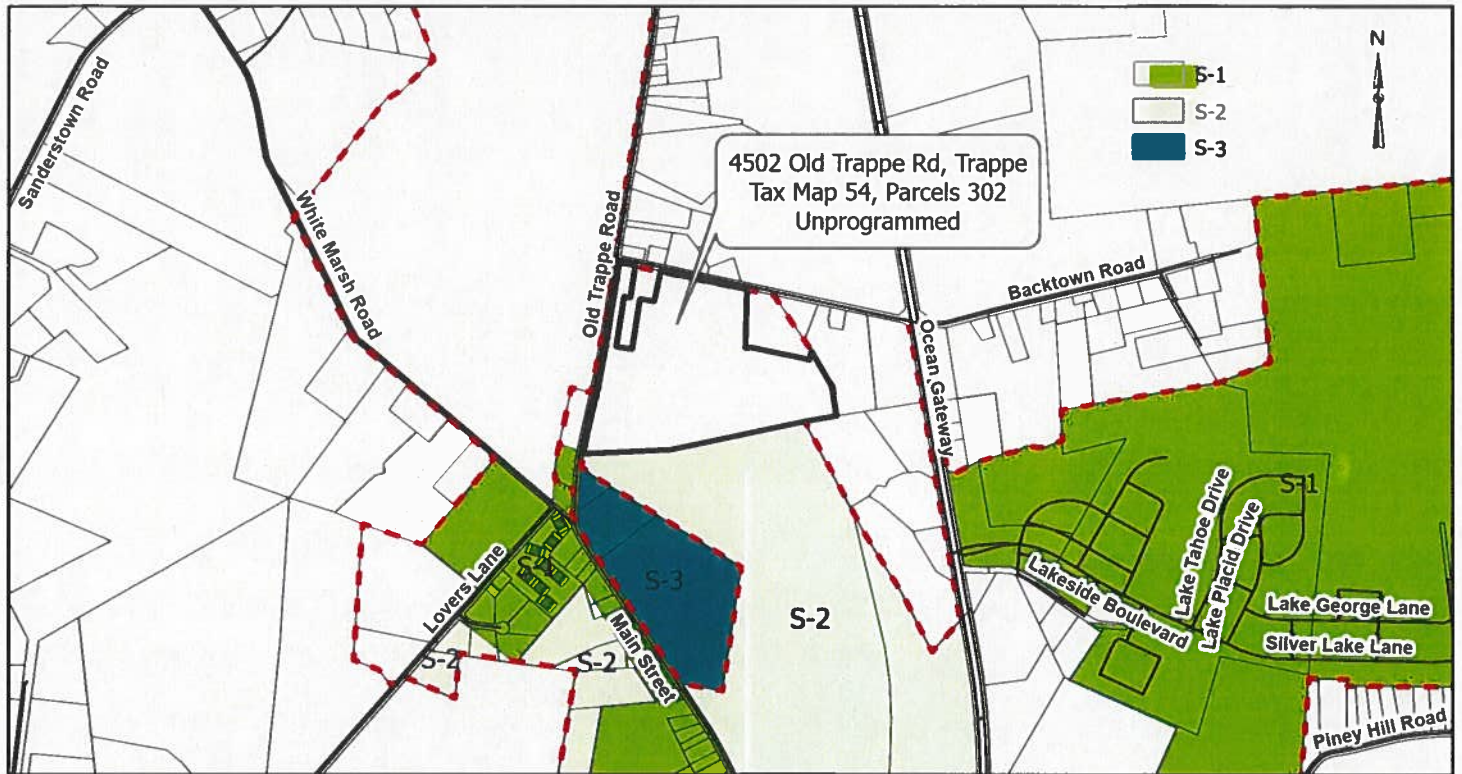 N
S-1
S-2
S-3
Sanderstown Road
White Marsh Road
Old Trappe Road
4502 Old Trappe Rd, Trappe
Tax Map 54, Parcels 302
Unprogrammed
Backtown Road
Ocean Gateway
S-1
Lake Tahoe Drive
Lake Placid Drive
Lakeside Boulevard
Lake George Lane
Silver Lake Lane
Piney Hill Road
S-3
S-2
Lovers Lane
Main Street
S-2
S-2